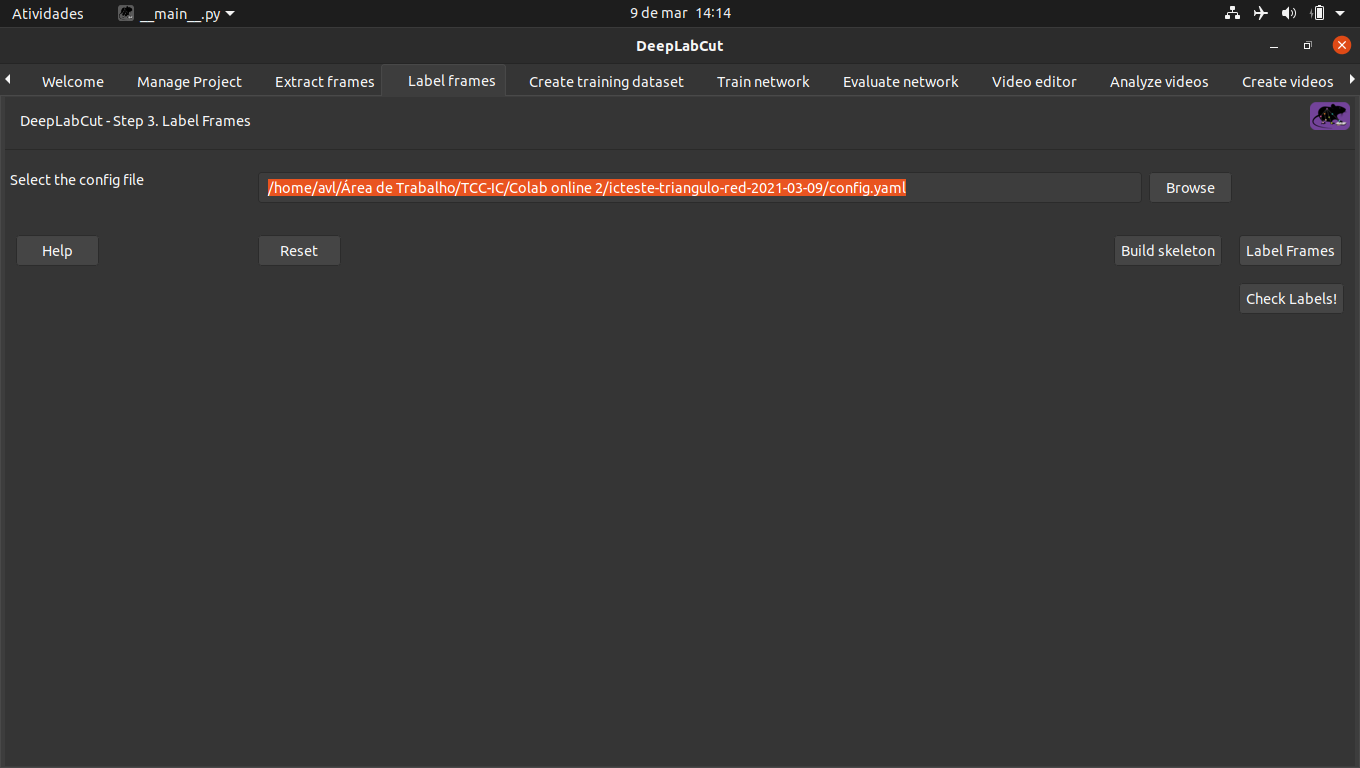 Atividades __main__.py 9 de mar 14:14
DeepLabCut
Welcome Manage Project Extract frames Label frames Create training dataset Train network Evaluate network Video editor Analyze videos Create videos
DeepLabCut - Step 3. Label Frames
Select the config file /home/avl/Área de Trabalho/TCC-IC/Colab online 2/icteste-triangulo-red-2021-03-09/config.yaml Browse
Help Reset Build skeleton Label Frames
Check Labels!